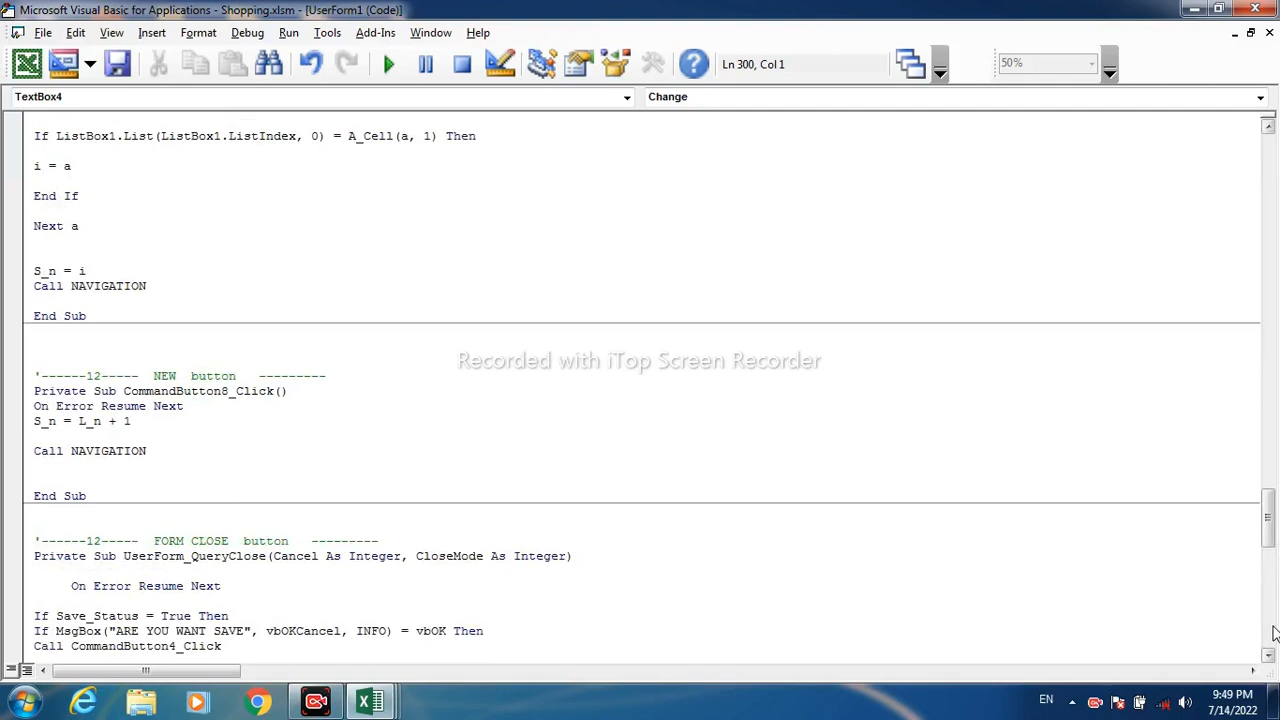 Microsoft Visual Basic for Applications - Shopping.xlsm - [UserForm1 (Code)]
File Edit View Insert Format Debug Run Tools Add-Ins Window Help
Ln 300, Col 1
50%
TextBox4 Change
If ListBox1.List(ListBox1.ListIndex, 0) = A_Cell(a, 1) Then
i = a
End If
Next a
S_n = i
Call NAVIGATION
End Sub
Recorded with iTop Screen Recorder
'------12----- NEW button ---------
Private Sub CommandButton8_Click()
On Error Resume Next
S_n = L_n + 1
Call NAVIGATION
End Sub
'------12----- FORM CLOSE button ---------
Private Sub UserForm_QueryClose(Cancel As Integer, CloseMode As Integer)
On Error Resume Next
If Save_Status = True Then
If MsgBox("ARE YOU WANT SAVE", vbOKCancel, INFO) = vbOK Then
Call CommandButton4_Click
EN
9:49 PM
7/14/2022